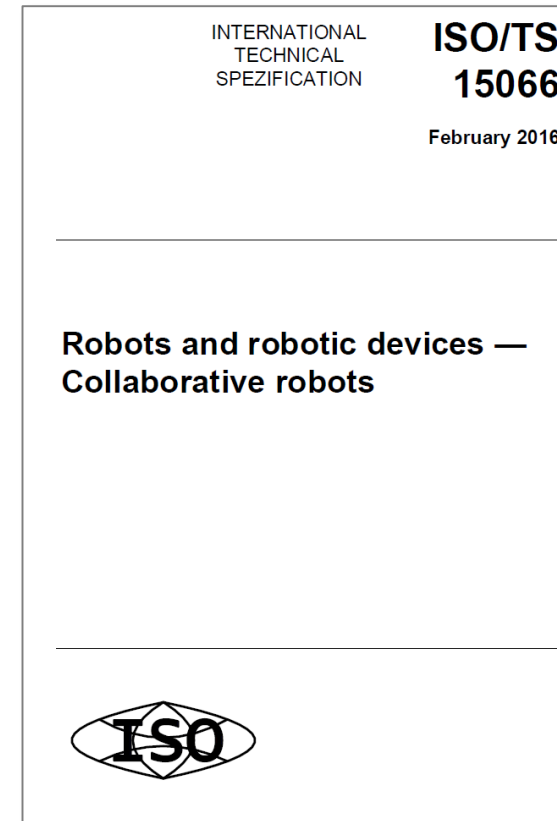 INTERNATIONAL
TECHNICAL
SPEZIFICATION
ISO/TS
15066
February 2016
Robots and robotic devices —
Collaborative robots
ISO